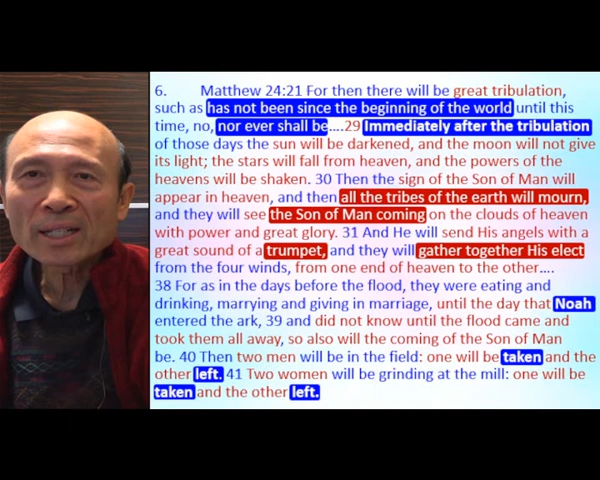 6. Matthew 24:21 For then there will be great tribulation,
such as has not been since the beginning of the world until this
time, no, nor ever shall be....29 Immediately after the tribulation
of those days the sun will be darkened, and the moon will not give
its light; the stars will fall from heaven, and the powers of the
heavens will be shaken. 30 Then the sign of the Son of Man will
appear in heaven, and then all the tribes of the earth will mourn,
and they will see the Son of Man coming on the clouds of heaven
with power and great glory. 31 And He will send His angels with a
great sound of a trumpet, and they will gather together His elect
from the four winds, from one end of heaven to the other....
38 For as in the days before the flood, they were eating and
drinking, marrying and giving in marriage, until the day that Noah
entered the ark, 39 and did not know until the flood came and
took them all away, so also will the coming of the Son of Man
be. 40 Then two men will be in the field: one will be taken and the
other left. 41 Two women will be grinding at the mill: one will be
taken and the other left.